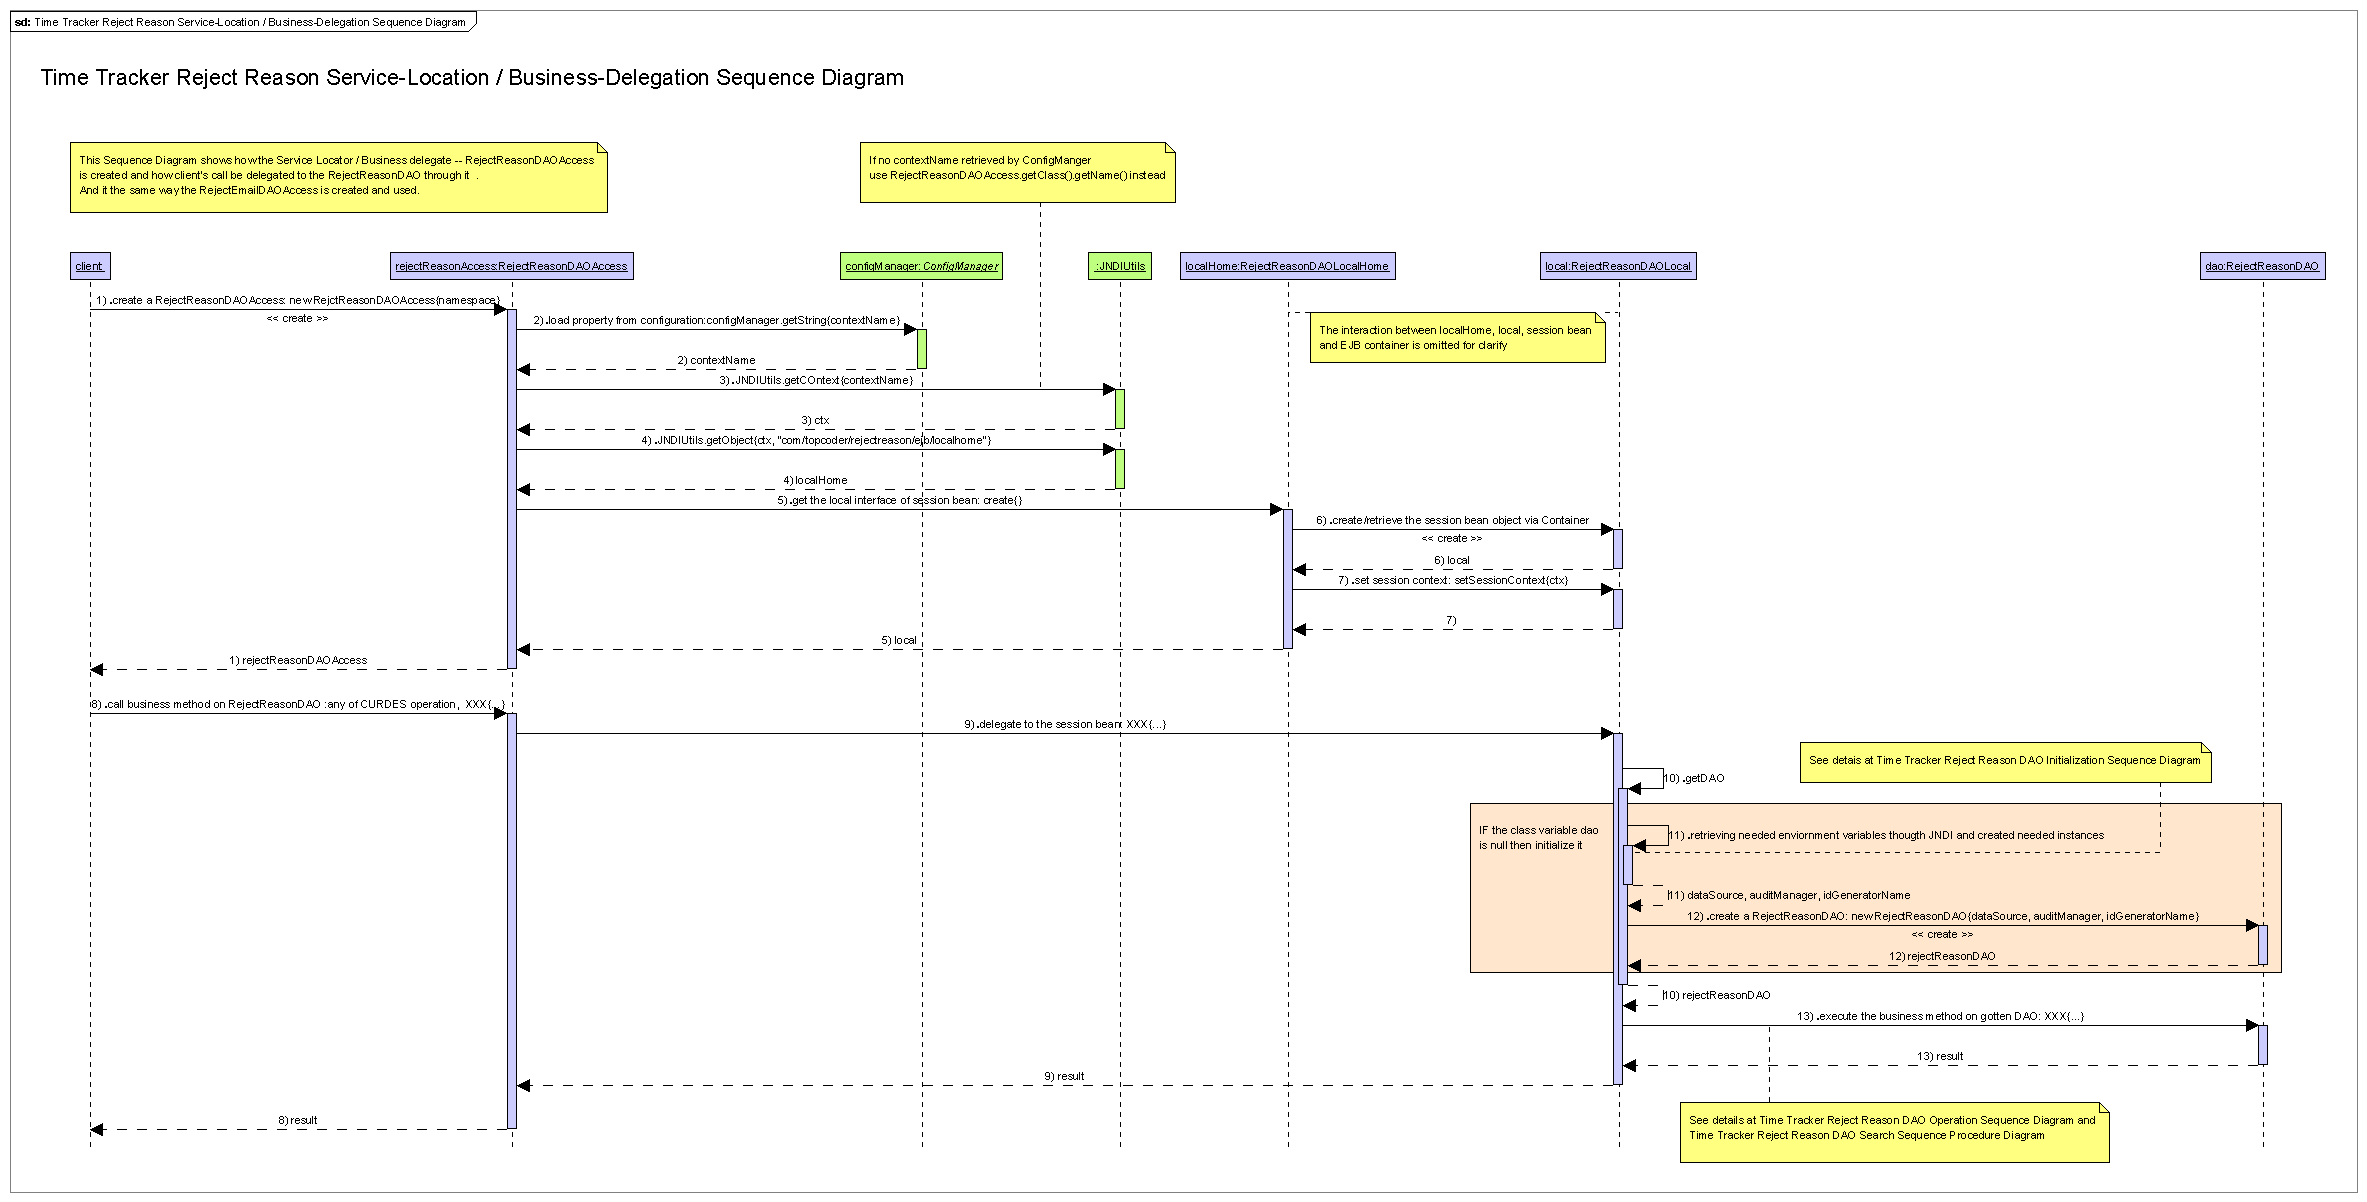 sd: Time Tracker Reject Reason Service-Location / Business-Delegation Sequence Diagram
Time Tracker Reject Reason Service-Location / Business-Delegation Sequence Diagram
This Sequence Diagram shows how the Service Locator / Business delegate -- RejectReasonDAOAccess
is created and how client's call be delegated to the RejectReasonDAO through it .
And it the same way the RejectEmailDAOAccess is created and used.
If no contextName retrieved by ConfigManger
use RejectReasonDAOAccess.getClass().getName() instead
client:
rejectReasonAccess:RejectReasonDAOAccess
configManager: ConfigManager
:JNDIUtils
localHome:RejectReasonDAOLocalHome
local:RejectReasonDAOLocal
dao:RejectReasonDAO
1) .create a RejectReasonDAOAccess: new RejctReasonDAOAccess{namespace}
<< create >>
2) .load property from configuration:configManager.getString{contextName}
The interaction between localHome, local, session bean
and EJB container is omitted for clarify
2) contextName
3) .JNDIUtils.getCOntext{contextName}
3) ctx
4) .JNDIUtils.getObject{ctx, "com/topcoder/rejectreason/ejb/localhome"}
4) localHome
5) .get the local interface of session bean: create{}
6) .create/retrieve the session bean object via Container
<< create >>
6) local
7) .set session context: setSessionContext{ctx}
7)
5) local
1) rejectReasonDAOAccess
8) .call business method on RejectReasonDAO :any of CURDES operation, XXX{...}
9) .delegate to the session bean: XXX{...}
See detais at Time Tracker Reject Reason DAO Initialization Sequence Diagram
10) .getDAO
IF the class variable dao
is null then initialize it
11) .retrieving needed enviornment variables thougth JNDI and created needed instances
11) dataSource, auditManager, idGeneratorName
12) .create a RejectReasonDAO: new RejectReasonDAO{dataSource, auditManager, idGeneratorName}
<< create >>
12) rejectReasonDAO
10) rejectReasonDAO
13) .execute the business method on gotten DAO: XXX{...}
13) result
9) result
8) result
See details at Time Tracker Reject Reason DAO Operation Sequence Diagram and
Time Tracker Reject Reason DAO Search Sequence Procedure Diagram